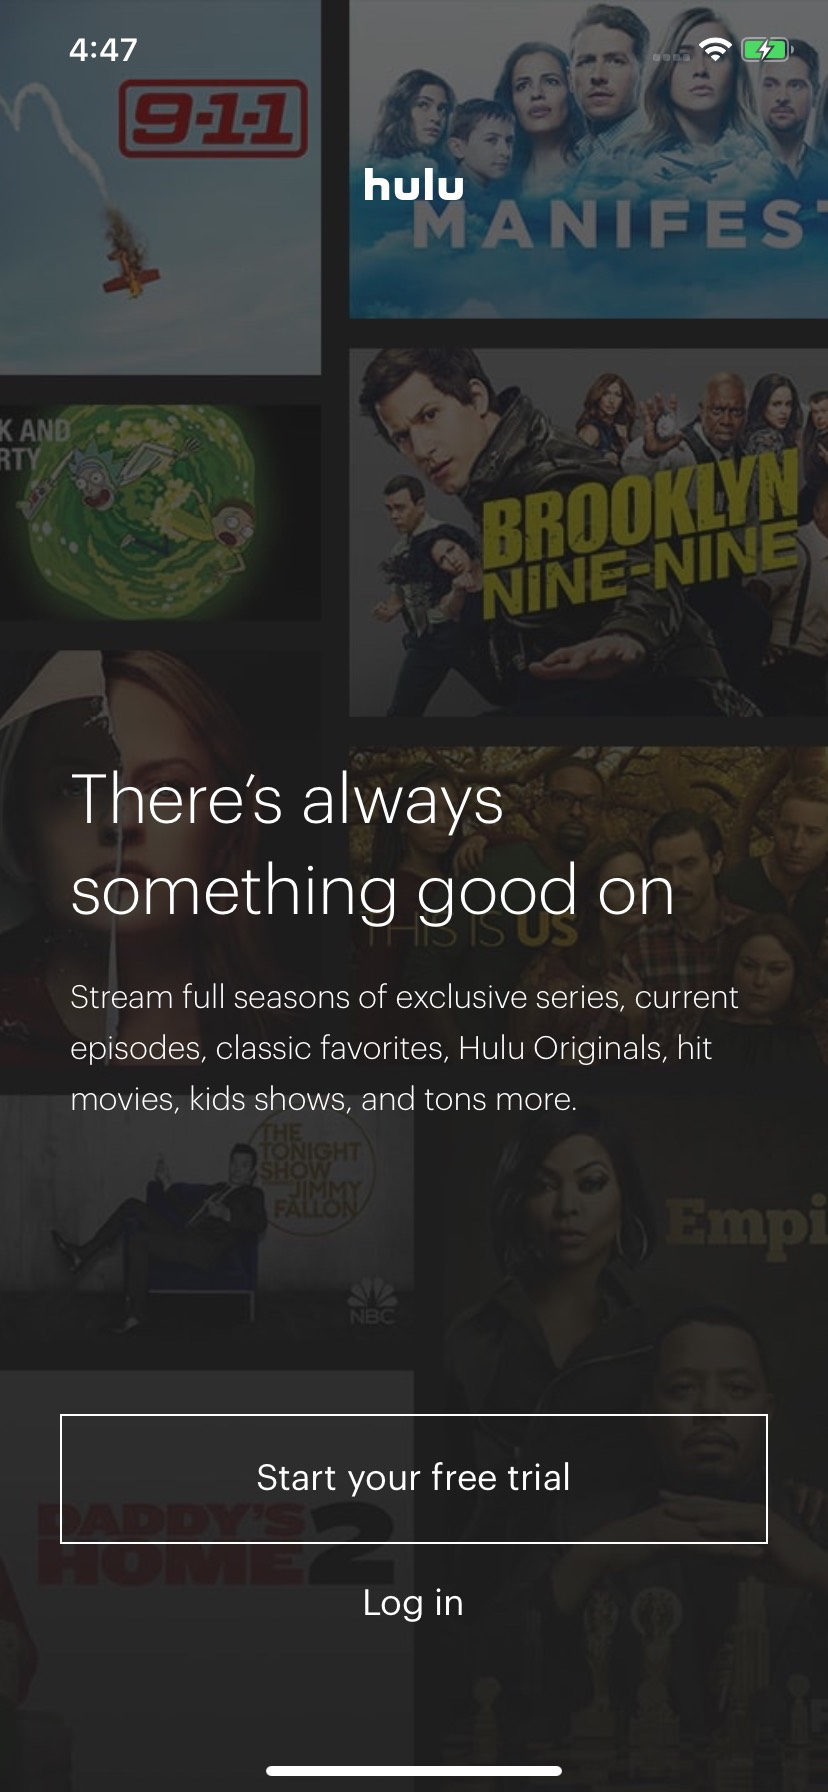 4:47
9-1-1
hulu
MANIFEST
K AND
RTY
BROOKLYN
NINE-NINE
There's always
something good on
THIS IS US
Stream full seasons of exclusive series, current
episodes, classic favorites, Hulu Originals, hit
movies, kids shows, and tons more.
THE
TONIGHT
SHOW
JIMMY
FALLON
NBC
Empi
Start your free trial
DADDY'S
HOME 2
Log in